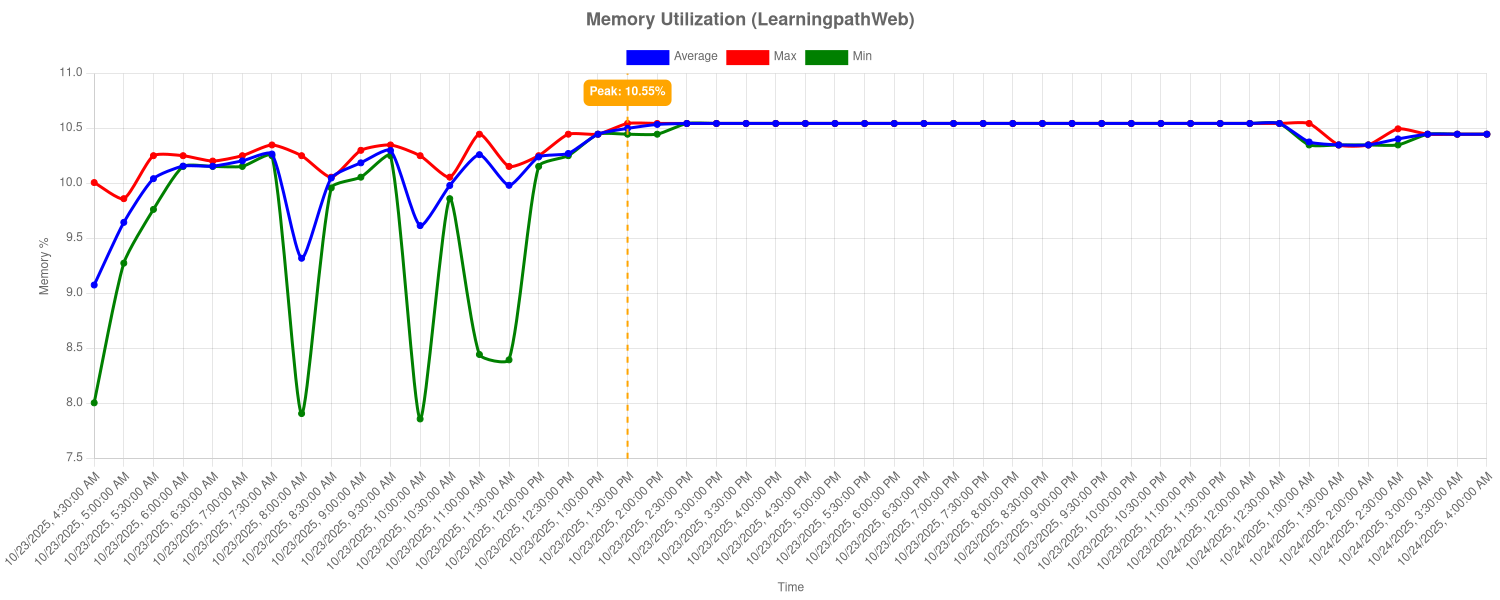 Memory Utilization (LearningpathWeb)
Average Max Min
Peak: 10.55%
Memory %
11.0
10.5
10.0
9.5
9.0
8.5
8.0
7.5
10/23/2025, 4:30:00 AM
10/23/2025, 5:00:00 AM
10/23/2025, 5:30:00 AM
10/23/2025, 6:00:00 AM
10/23/2025, 6:30:00 AM
10/23/2025, 7:00:00 AM
10/23/2025, 7:30:00 AM
10/23/2025, 8:00:00 AM
10/23/2025, 8:30:00 AM
10/23/2025, 9:00:00 AM
10/23/2025, 9:30:00 AM
10/23/2025, 10:00:00 AM
10/23/2025, 10:30:00 AM
10/23/2025, 11:00:00 AM
10/23/2025, 11:30:00 AM
10/23/2025, 12:00:00 PM
10/23/2025, 12:30:00 PM
10/23/2025, 1:00:00 PM
10/23/2025, 1:30:00 PM
10/23/2025, 2:00:00 PM
10/23/2025, 2:30:00 PM
10/23/2025, 3:00:00 PM
10/23/2025, 3:30:00 PM
10/23/2025, 4:00:00 PM
10/23/2025, 4:30:00 PM
10/23/2025, 5:00:00 PM
10/23/2025, 5:30:00 PM
10/23/2025, 6:00:00 PM
10/23/2025, 6:30:00 PM
10/23/2025, 7:00:00 PM
10/23/2025, 7:30:00 PM
10/23/2025, 8:00:00 PM
10/23/2025, 8:30:00 PM
10/23/2025, 9:00:00 PM
10/23/2025, 9:30:00 PM
10/23/2025, 10:00:00 PM
10/23/2025, 10:30:00 PM
10/23/2025, 11:00:00 PM
10/23/2025, 11:30:00 PM
10/24/2025, 12:00:00 AM
10/24/2025, 12:30:00 AM
10/24/2025, 1:00:00 AM
10/24/2025, 1:30:00 AM
10/24/2025, 2:00:00 AM
10/24/2025, 2:30:00 AM
10/24/2025, 3:00:00 AM
10/24/2025, 3:30:00 AM
10/24/2025, 4:00:00 AM
Time